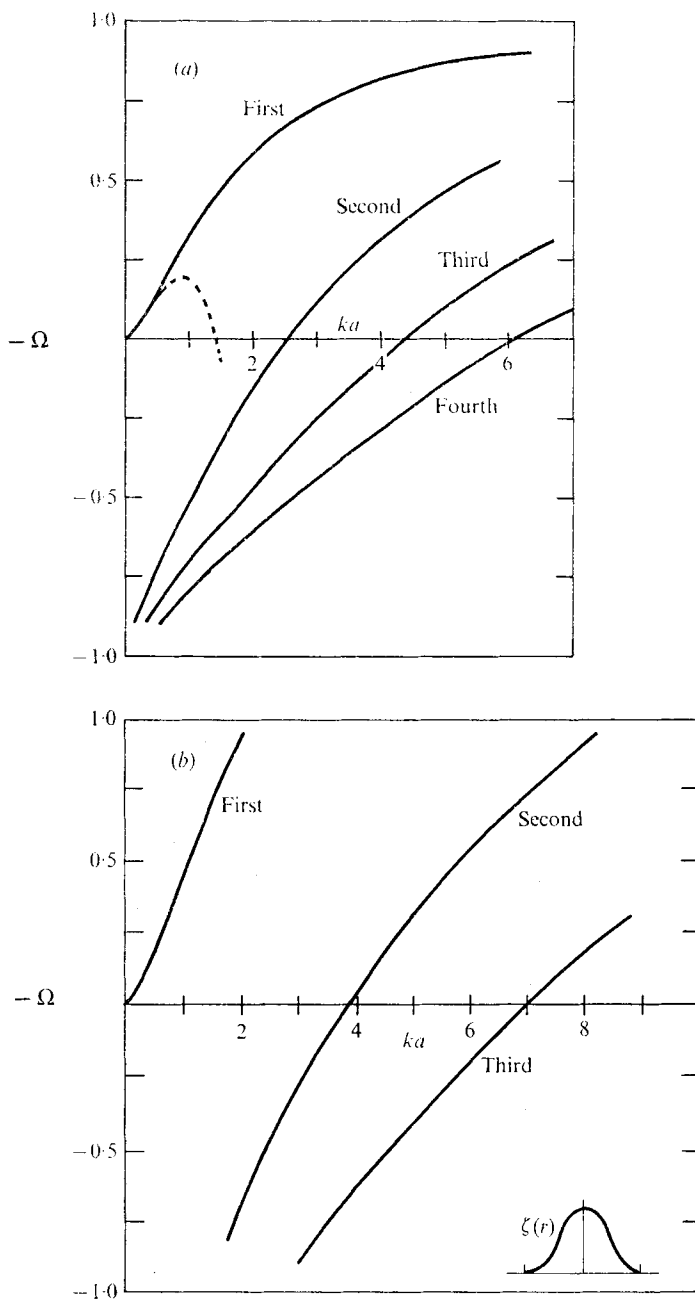 1·0
(a)
First
0·5
Second
Third
− Ω
ka
2
4
6
Fourth
−0·5
−1·0
1·0
(b)
First
Second
0·5
− Ω
2
4
ka
6
8
Third
−0·5
ζ(r)
−1·0